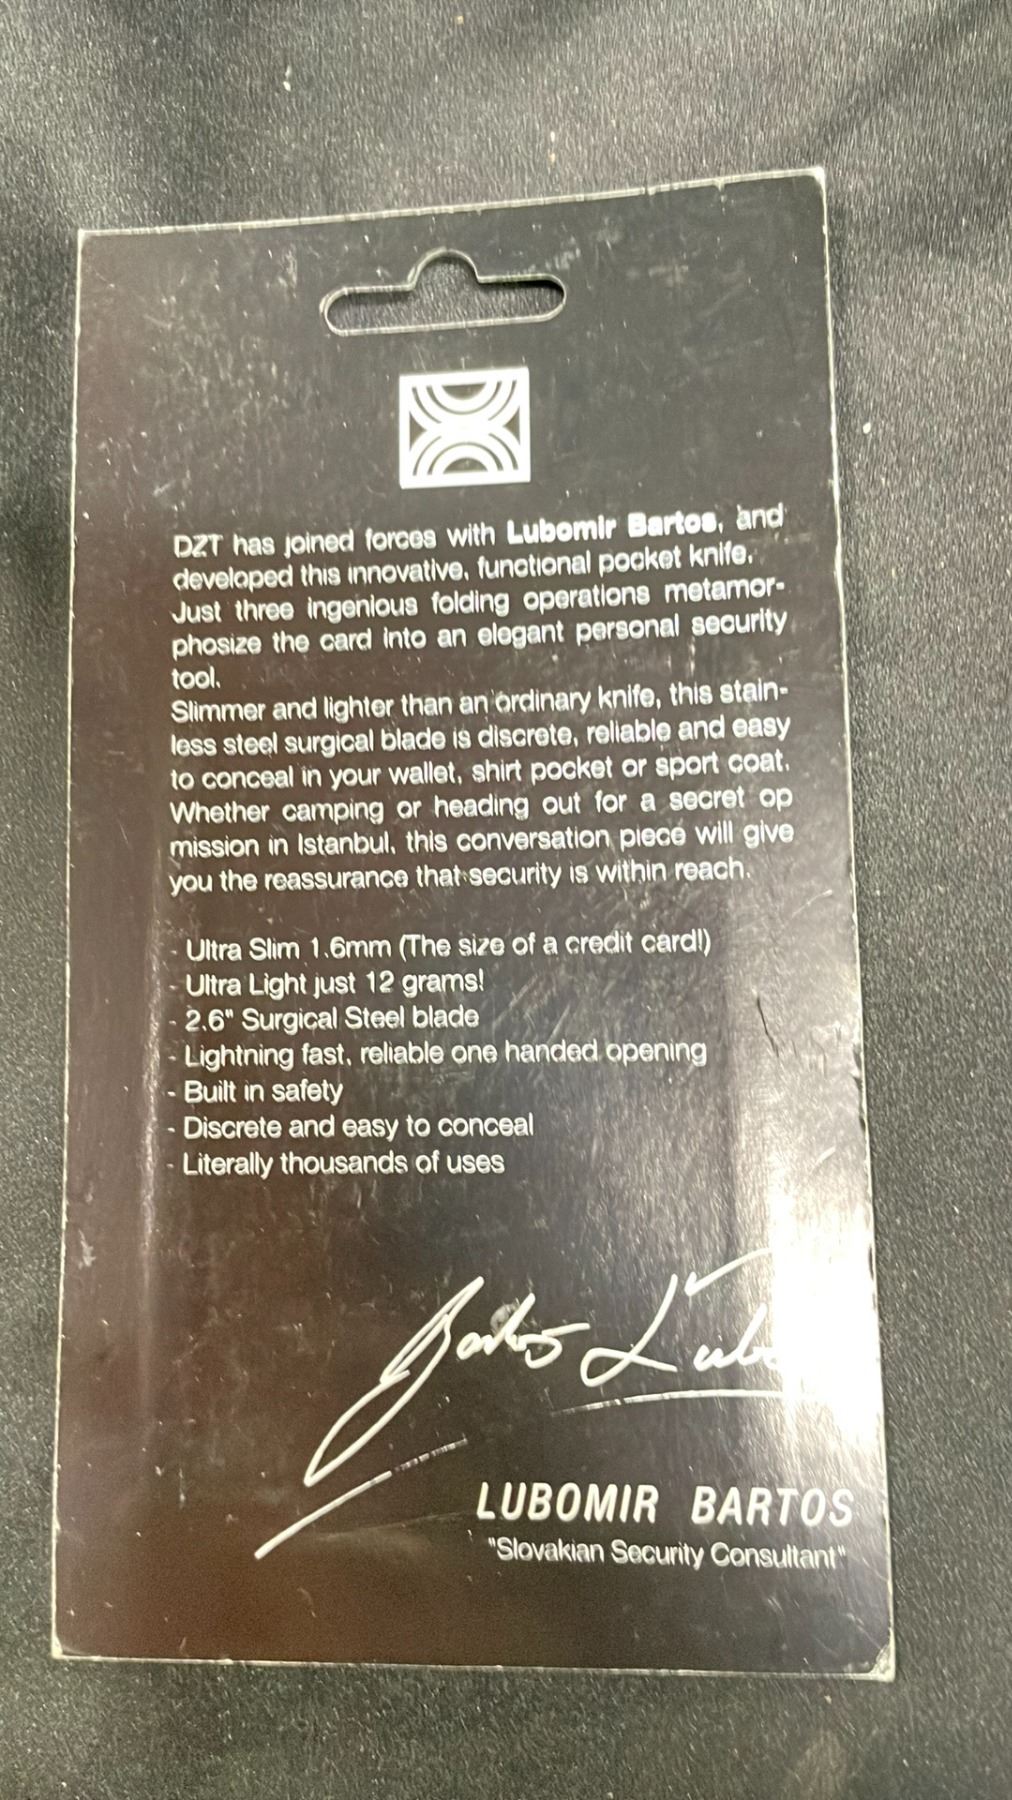 DZT has joined forces with Lubomir Bartos, and
developed this innovative, functional pocket knife.
Just three ingenious folding operations metamor-
phosize the card into an elegant personal security
tool.
Slimmer and lighter than an ordinary knife, this stain-
less steel surgical blade is discrete, reliable and easy
to conceal in your wallet, shirt pocket or sport coat.
Whether camping or heading out for a secret op
mission in Istanbul, this conversation piece will give
you the reassurance that security is within reach.
- Ultra Slim 1.6mm (The size of a credit card!)
- Ultra Light just 12 grams!
- 2.6" Surgical Steel blade
- Lightning fast, reliable one handed opening
- Built in safety
- Discrete and easy to conceal
- Literally thousands of uses
LUBOMIR BARTOS
"Slovakian Security Consultant"